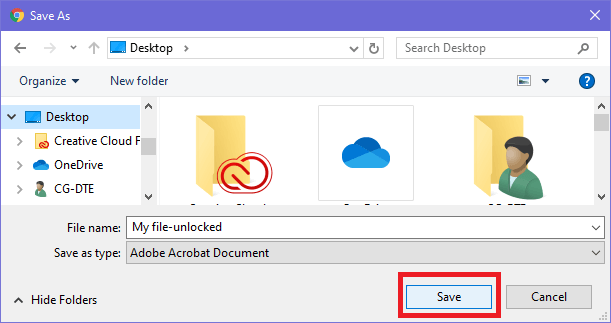 Save As
Desktop
Search Desktop
Organize
New folder
Desktop
Creative Cloud F
OneDrive
CG-DTE
File name: My file-unlocked
Save as type: Adobe Acrobat Document
Hide Folders
Save
Cancel